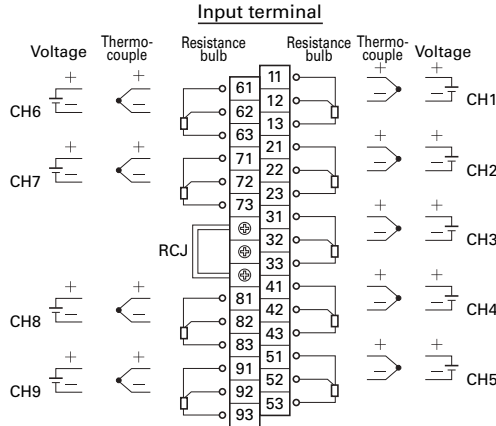 Input terminal
Voltage Thermo-couple Resistance bulb Resistance bulb Thermo-couple Voltage
+ + 61 11 + +
CH6 62 12 CH1
− − 63 13 − −
+ + 71 21 + +
CH7 72 22 CH2
− − 73 23 − −
31 + +
RCJ 32 CH3
33 − −
+ + 81 41 + +
CH8 82 42 CH4
− − 83 43 − −
+ + 91 51 + +
CH9 92 52 CH5
− − 93 53 − −